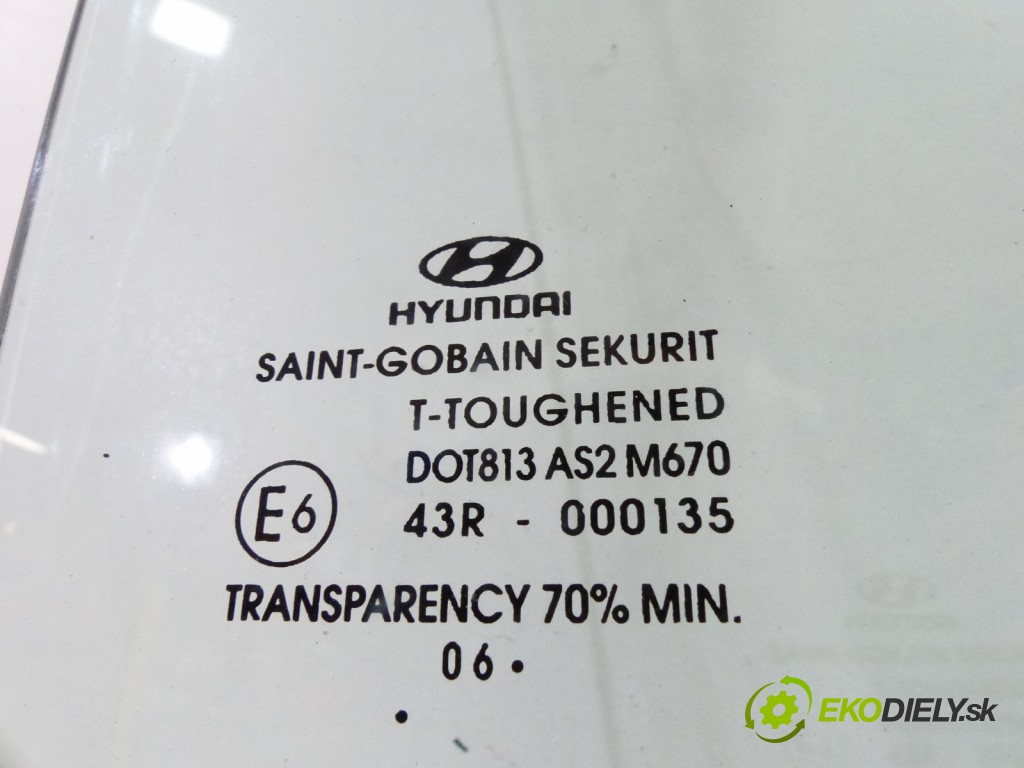 HYUNDAI
SAINT-GOBAIN SEKURIT
T-TOUGHENED
DOT813 AS2 M670
E6 43R - 000135
TRANSPARENCY 70% MIN.
06.
EKODIELY.sk